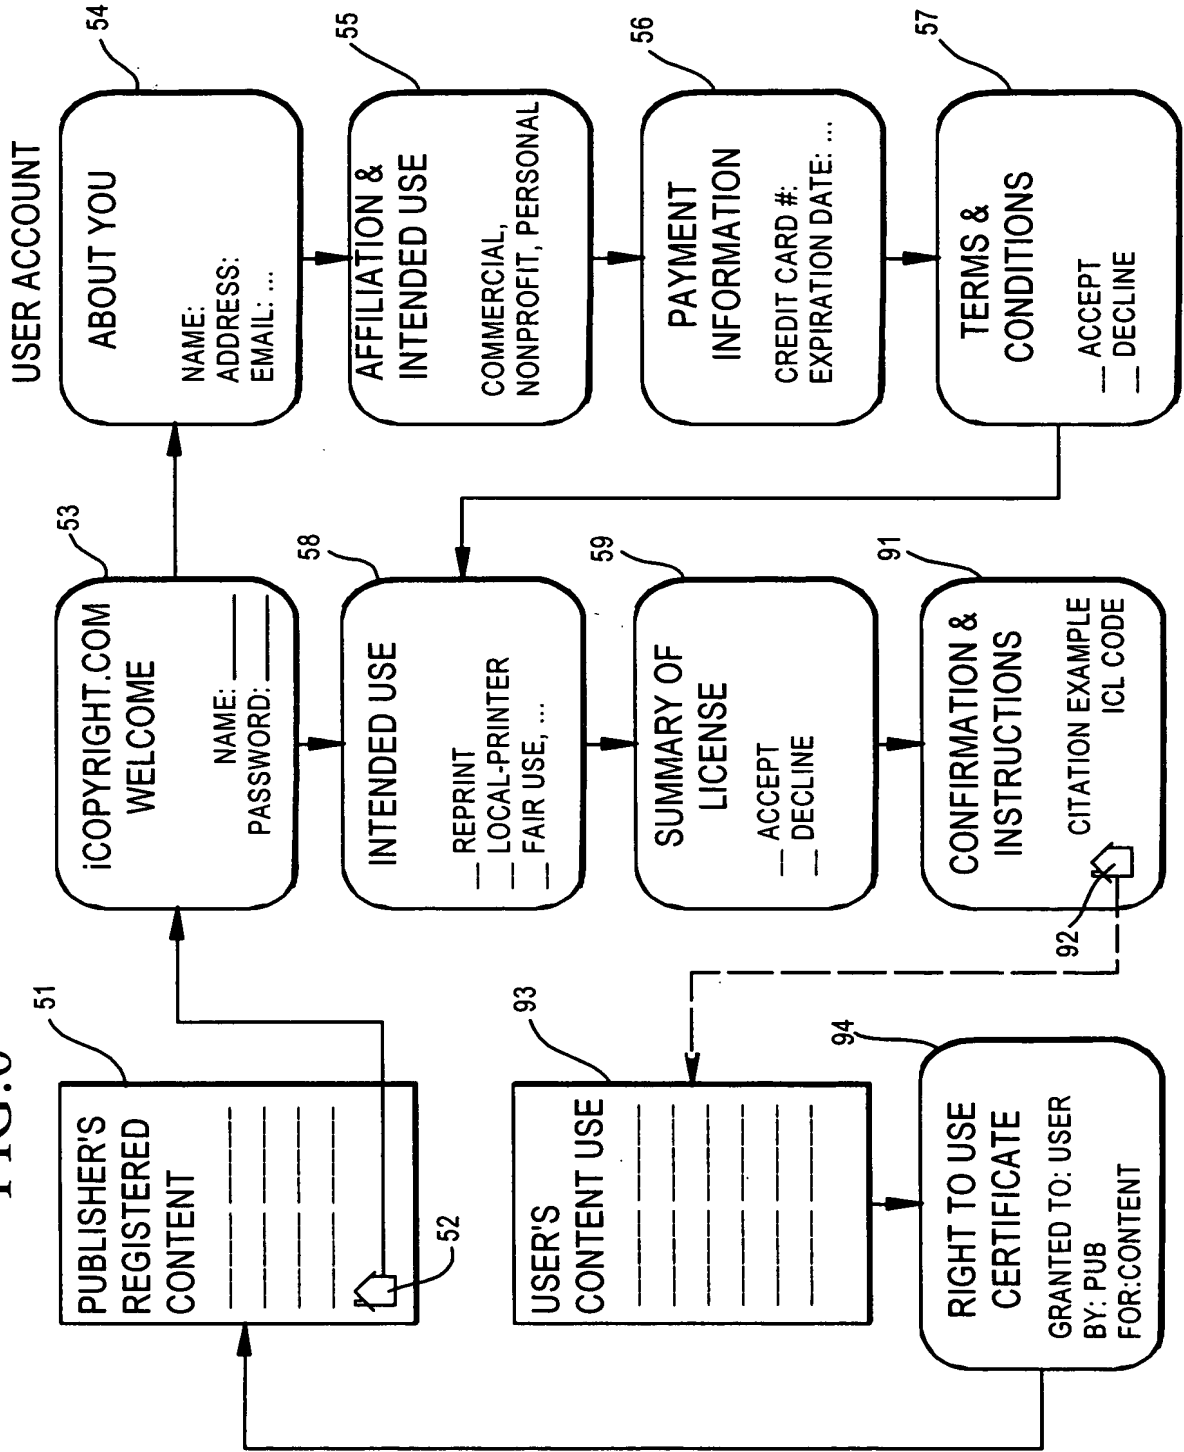 FIG.6
USER ACCOUNT
51
PUBLISHER'S
REGISTERED
CONTENT
52
53
iCOPYRIGHT.COM
WELCOME
NAME:
PASSWORD:
54
ABOUT YOU
NAME:
ADDRESS:
EMAIL: ...
55
AFFILIATION &
INTENDED USE
COMMERCIAL,
NONPROFIT, PERSONAL
56
PAYMENT
INFORMATION
CREDIT CARD #:
EXPIRATION DATE: ...
57
TERMS &
CONDITIONS
ACCEPT
DECLINE
58
INTENDED USE
REPRINT
LOCAL-PRINTER
FAIR USE, ...
59
SUMMARY OF
LICENSE
ACCEPT
DECLINE
91
CONFIRMATION &
INSTRUCTIONS
CITATION EXAMPLE
ICL CODE
92
93
USER'S
CONTENT USE
94
RIGHT TO USE
CERTIFICATE
GRANTED TO: USER
BY: PUB
FOR:CONTENT